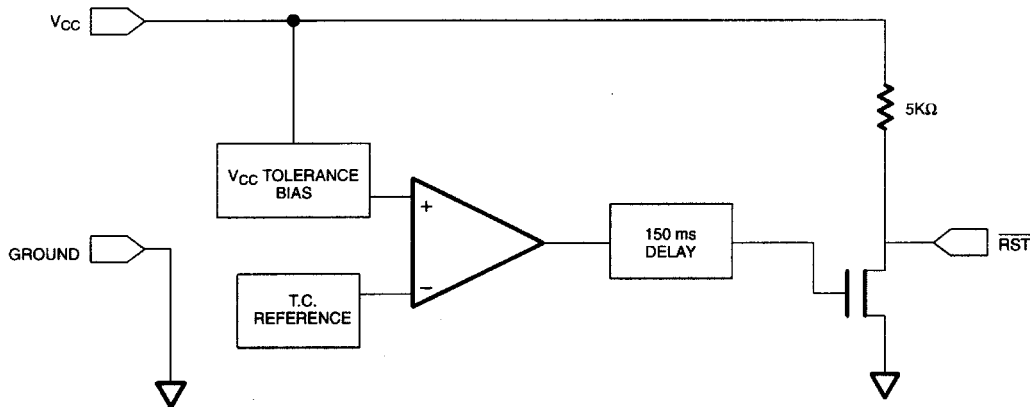 VCC
5KΩ
VCC TOLERANCE
BIAS
+
150 ms
DELAY
RST
GROUND
−
T.C.
REFERENCE